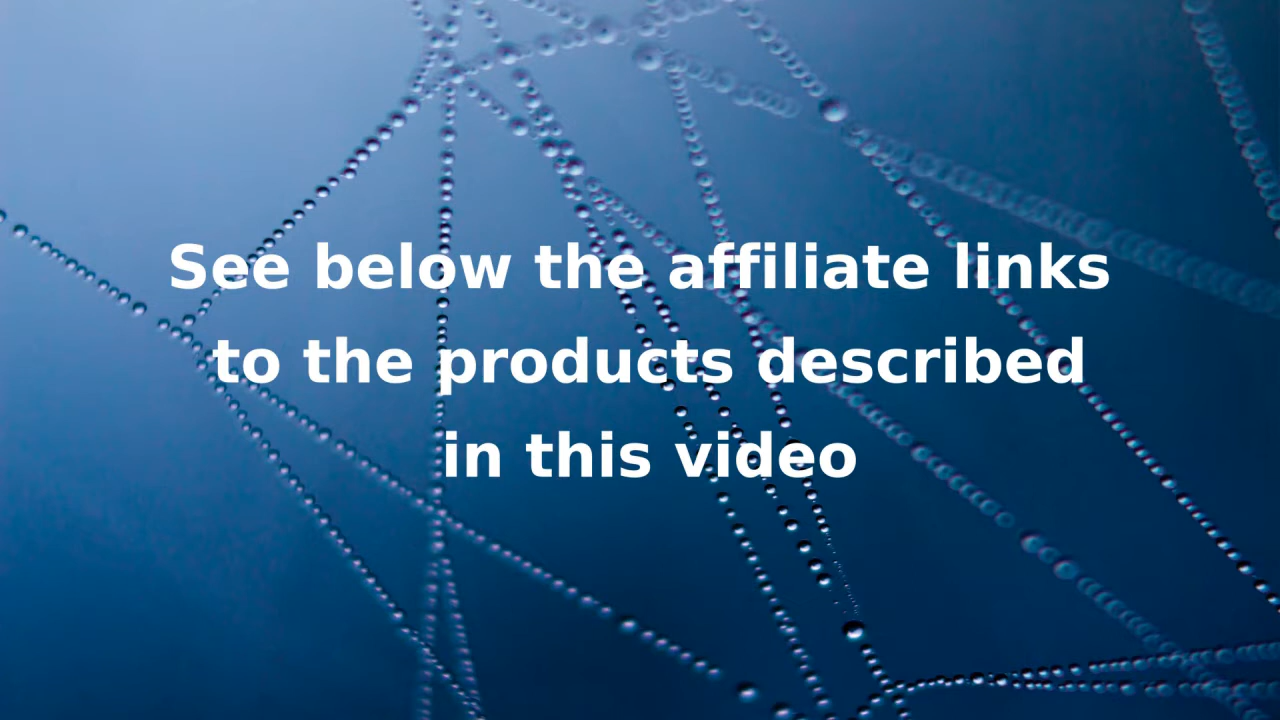 See below the affiliate links
to the products described
in this video